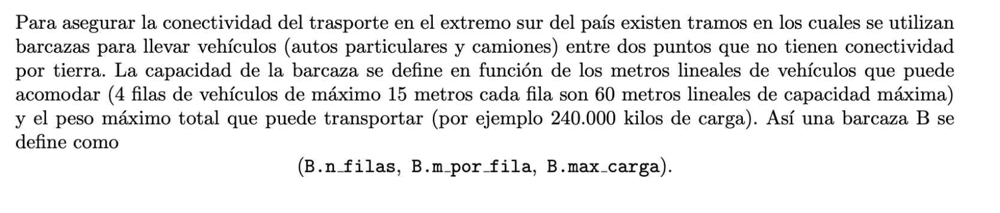 Para asegurar la conectividad del trasporte en el extremo sur del país existen tramos en los cuales se utilizan
barcazas para llevar vehículos (autos particulares y camiones) entre dos puntos que no tienen conectividad
por tierra. La capacidad de la barcaza se define en función de los metros lineales de vehículos que puede
acomodar (4 filas de vehículos de máximo 15 metros cada fila son 60 metros lineales de capacidad máxima)
y el peso máximo total que puede transportar (por ejemplo 240.000 kilos de carga). Así una barcaza B se
define como
(B.n_filas, B.m_por_fila, B.max_carga).